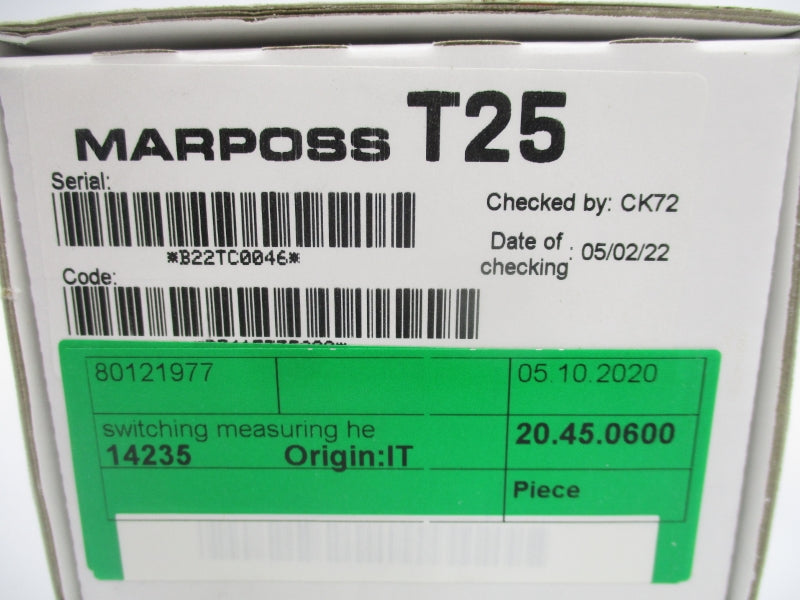 MARPOSS T25
Serial:
*B22TC0046*
Checked by: CK72
Date of checking : 05/02/22
Code:
80121977
05.10.2020
switching measuring he
20.45.0600
14235 Origin:IT
Piece